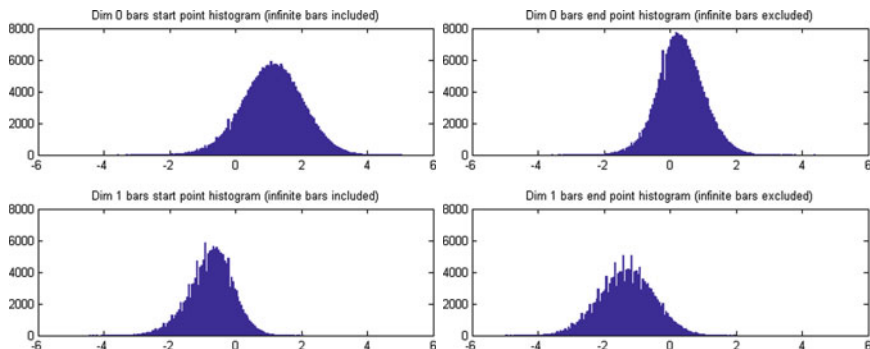 Dim 0 bars start point histogram (infinite bars included)
8000
6000
4000
2000
0
-6 -4 -2 0 2 4 6
Dim 0 bars end point histogram (infinite bars excluded)
8000
6000
4000
2000
0
-6 -4 -2 0 2 4 6
Dim 1 bars start point histogram (infinite bars included)
8000
6000
4000
2000
0
-6 -4 -2 0 2 4 6
Dim 1 bars end point histogram (infinite bars excluded)
8000
6000
4000
2000
0
-6 -4 -2 0 2 4 6